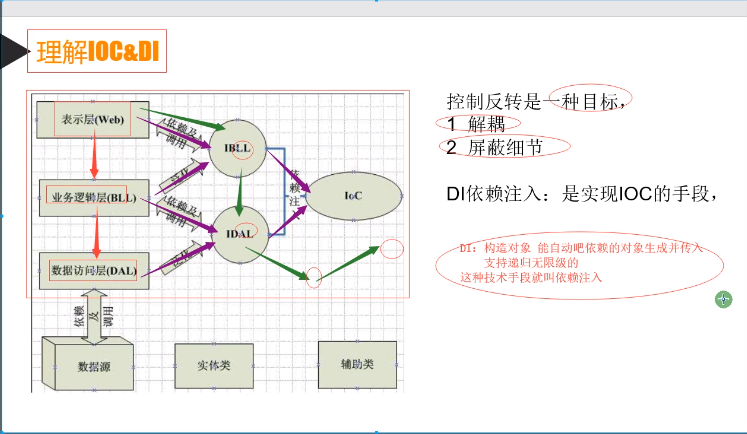 理解IOC&DI
表示层(Web)
依赖及
调用
IBLL
业务逻辑层(BLL)
依赖及
调用
依赖注
IoC
IDAL
数据访问层(DAL)
依赖
及
调用
数据源
实体类
辅助类
控制反转是一种目标，
1 解耦
2 屏蔽细节
DI依赖注入：是实现IOC的手段，
DI：构造对象 能自动吧依赖的对象生成并传入
支持递归无限级的
这种技术手段就叫依赖注入